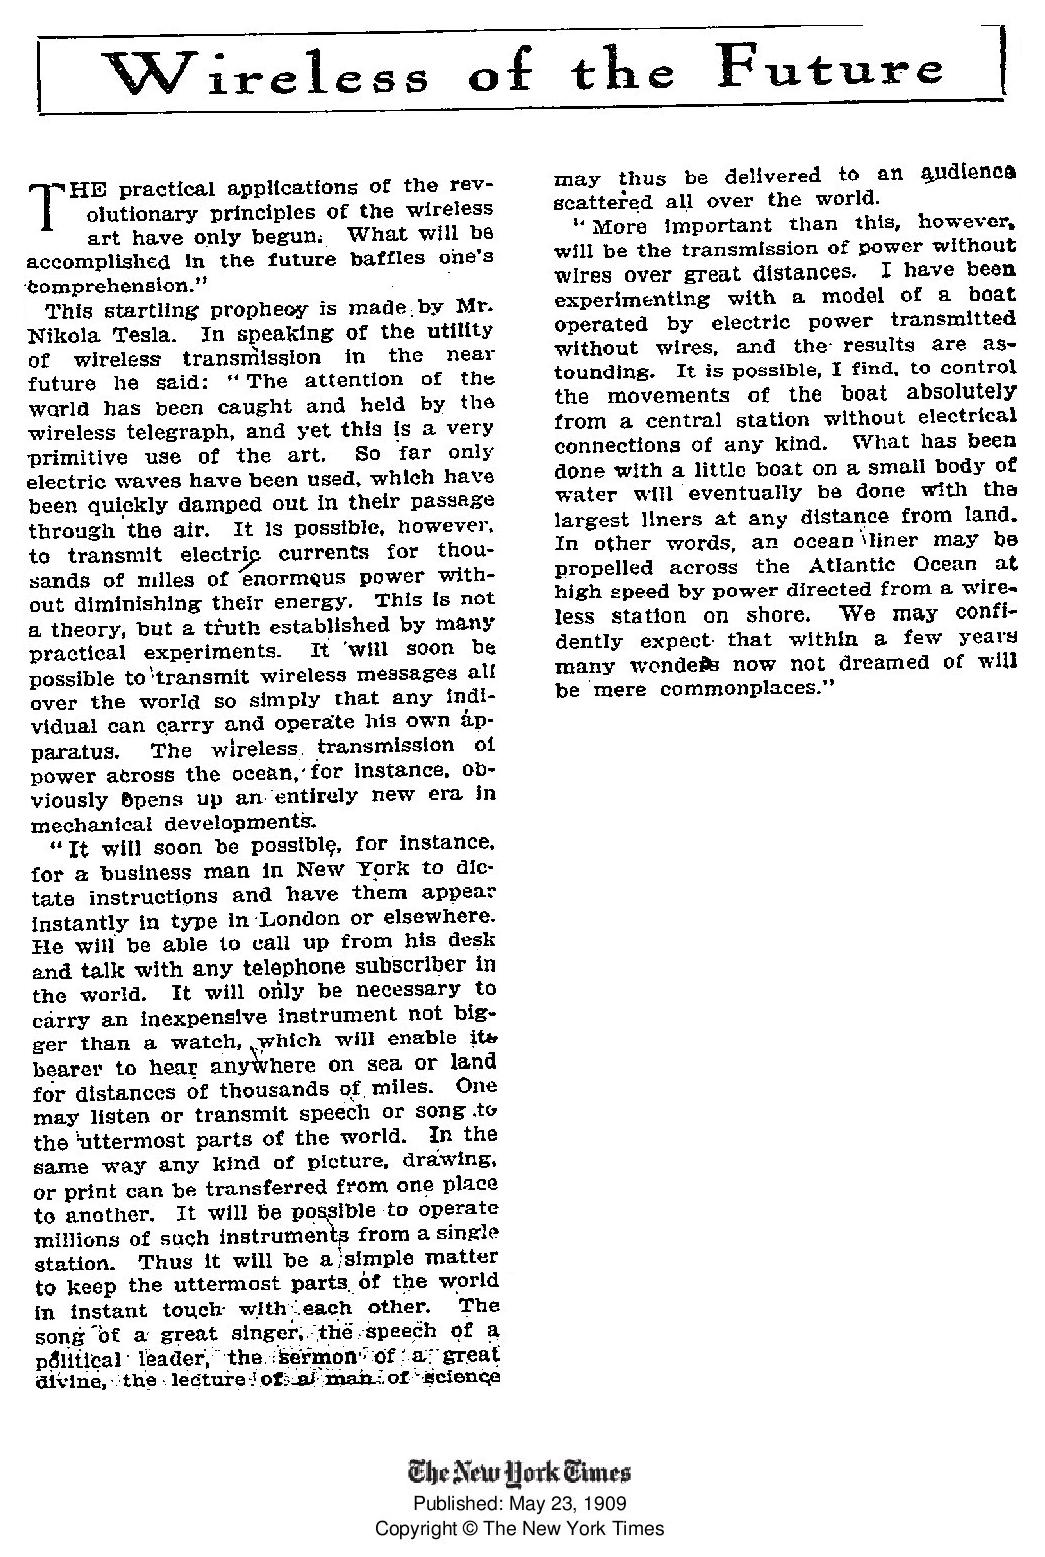 Wireless of the Future
THE practical applications of the rev-
olutionary principles of the wireless
art have only begun. What will be
accomplished in the future baffles one's
comprehension."
This startling prophecy is made by Mr.
Nikola Tesla. In speaking of the utility
of wireless transmission in the near
future he said: "The attention of the
world has been caught and held by the
wireless telegraph, and yet this is a very
primitive use of the art. So far only
electric waves have been used, which have
been quickly damped out in their passage
through the air. It is possible, however,
to transmit electric currents for thou-
sands of miles of enormous power with-
out diminishing their energy. This is not
a theory, but a truth established by many
practical experiments. It will soon be
possible to transmit wireless messages all
over the world so simply that any indi-
vidual can carry and operate his own ap-
paratus. The wireless transmission of
power across the ocean, for instance, ob-
viously opens up an entirely new era in
mechanical developments.
"It will soon be possible, for instance,
for a business man in New York to dic-
tate instructions and have them appear
instantly in type in London or elsewhere.
He will be able to call up from his desk
and talk with any telephone subscriber in
the world. It will only be necessary to
carry an inexpensive instrument not big-
ger than a watch, which will enable its
bearer to hear anywhere on sea or land
for distances of thousands of miles. One
may listen or transmit speech or song to
the uttermost parts of the world. In the
same way any kind of picture, drawing,
or print can be transferred from one place
to another. It will be possible to operate
millions of such instruments from a single
station. Thus it will be a simple matter
to keep the uttermost parts of the world
in instant touch with each other. The
song of a great singer, the speech of a
political leader, the sermon of a great
divine, the lecture of a man of science
may thus be delivered to an audience
scattered all over the world.
"More important than this, however,
will be the transmission of power without
wires over great distances. I have been
experimenting with a model of a boat
operated by electric power transmitted
without wires, and the results are as-
tounding. It is possible, I find, to control
the movements of the boat absolutely
from a central station without electrical
connections of any kind. What has been
done with a little boat on a small body of
water will eventually be done with the
largest liners at any distance from land.
In other words, an ocean liner may be
propelled across the Atlantic Ocean at
high speed by power directed from a wire-
less station on shore. We may confi-
dently expect that within a few years
many wonders now not dreamed of will
be mere commonplaces."
The New York Times
Published: May 23, 1909
Copyright © The New York Times